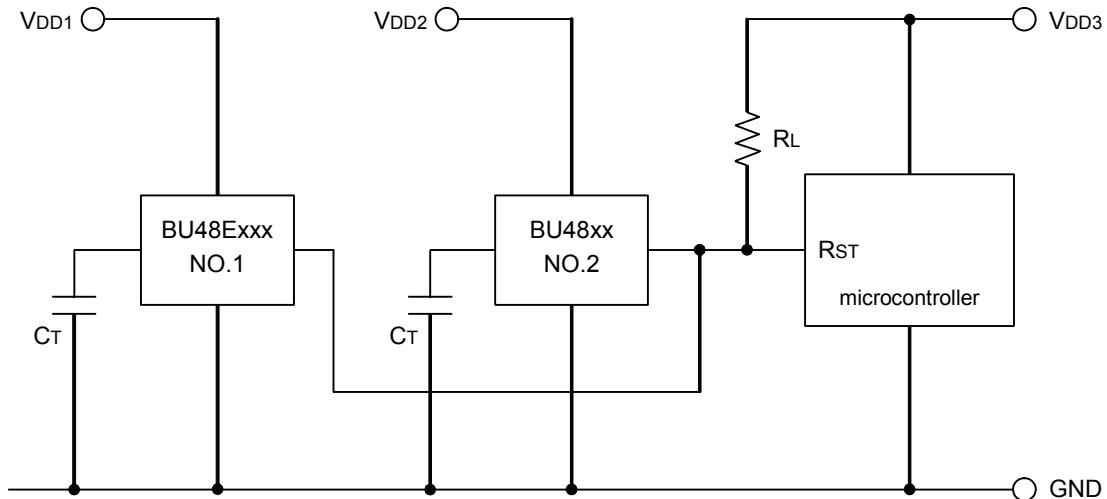 VDD1
VDD2
VDD3
RL
BU48Exxx
NO.1
BU48xx
NO.2
RST
microcontroller
CT
CT
GND